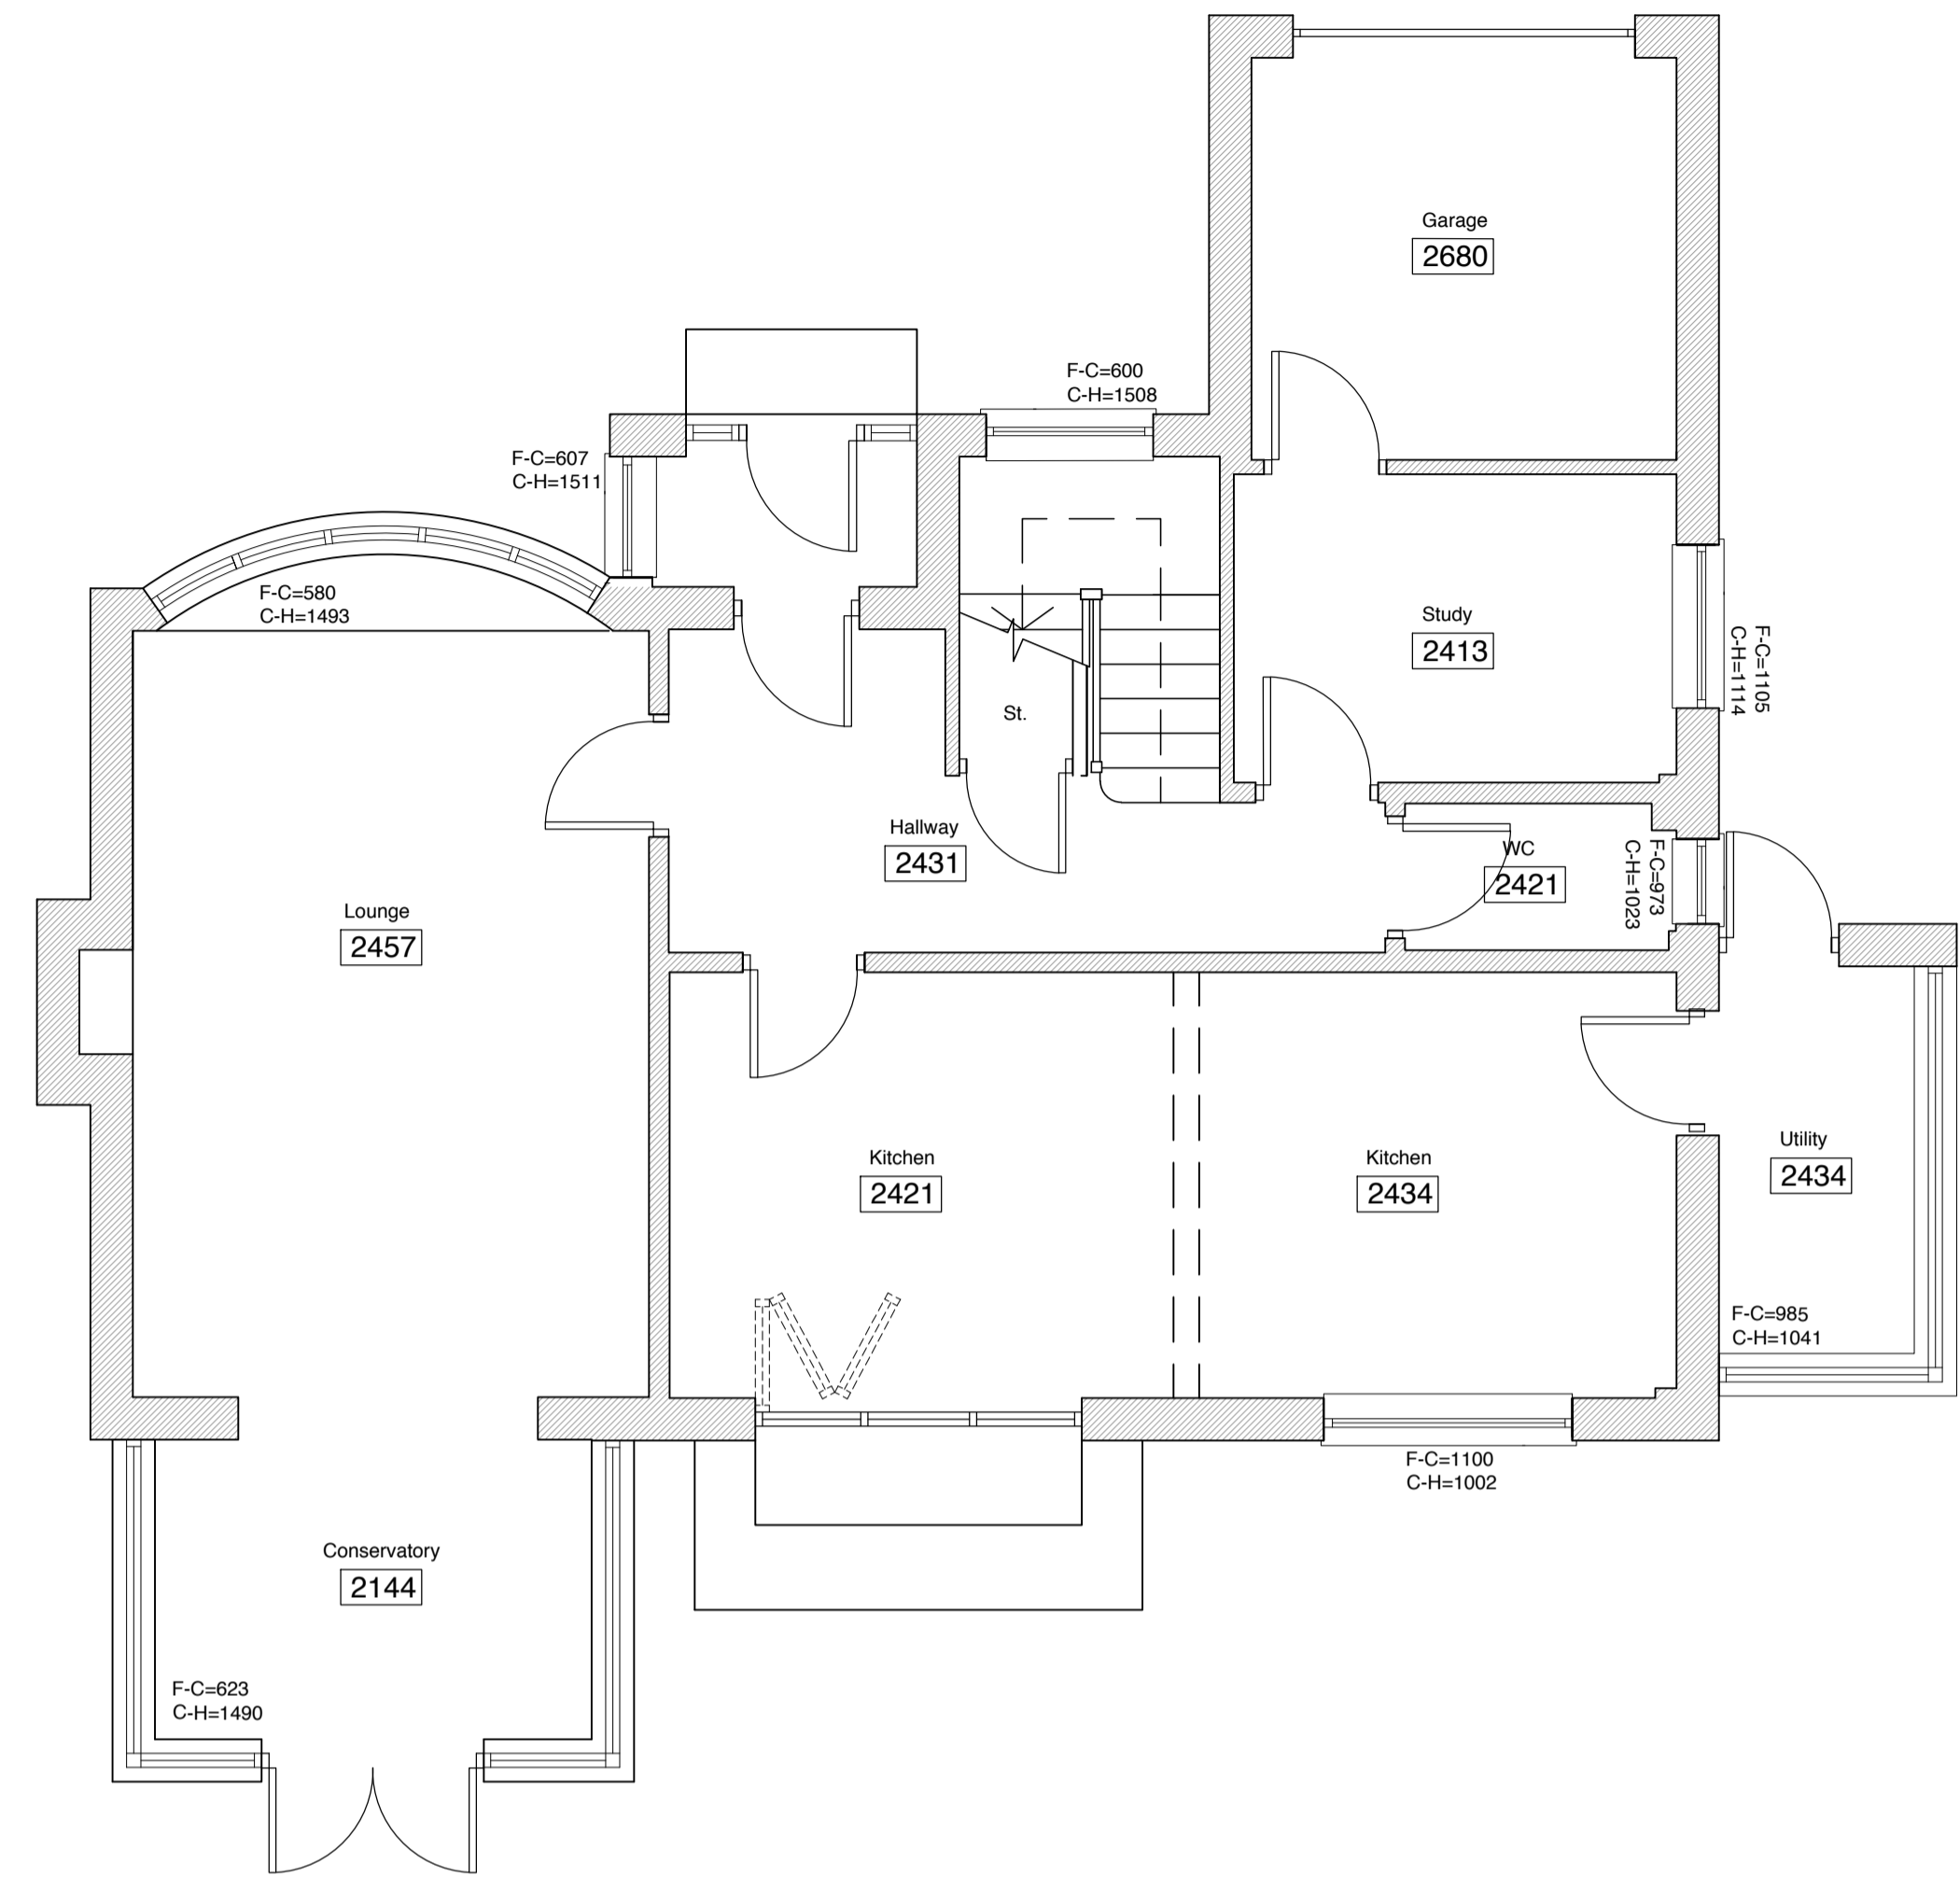 Garage
2680
F-C=600
C-H=1508
F-C=607
C-H=1511
F-C=580
C-H=1493
Study
2413
F-C=1105
C-H=1114
St.
Hallway
2431
WC
2421
F-C=973
C-H=1023
Lounge
2457
Kitchen
2421
Kitchen
2434
Utility
2434
F-C=985
C-H=1041
F-C=1100
C-H=1002
Conservatory
2144
F-C=623
C-H=1490